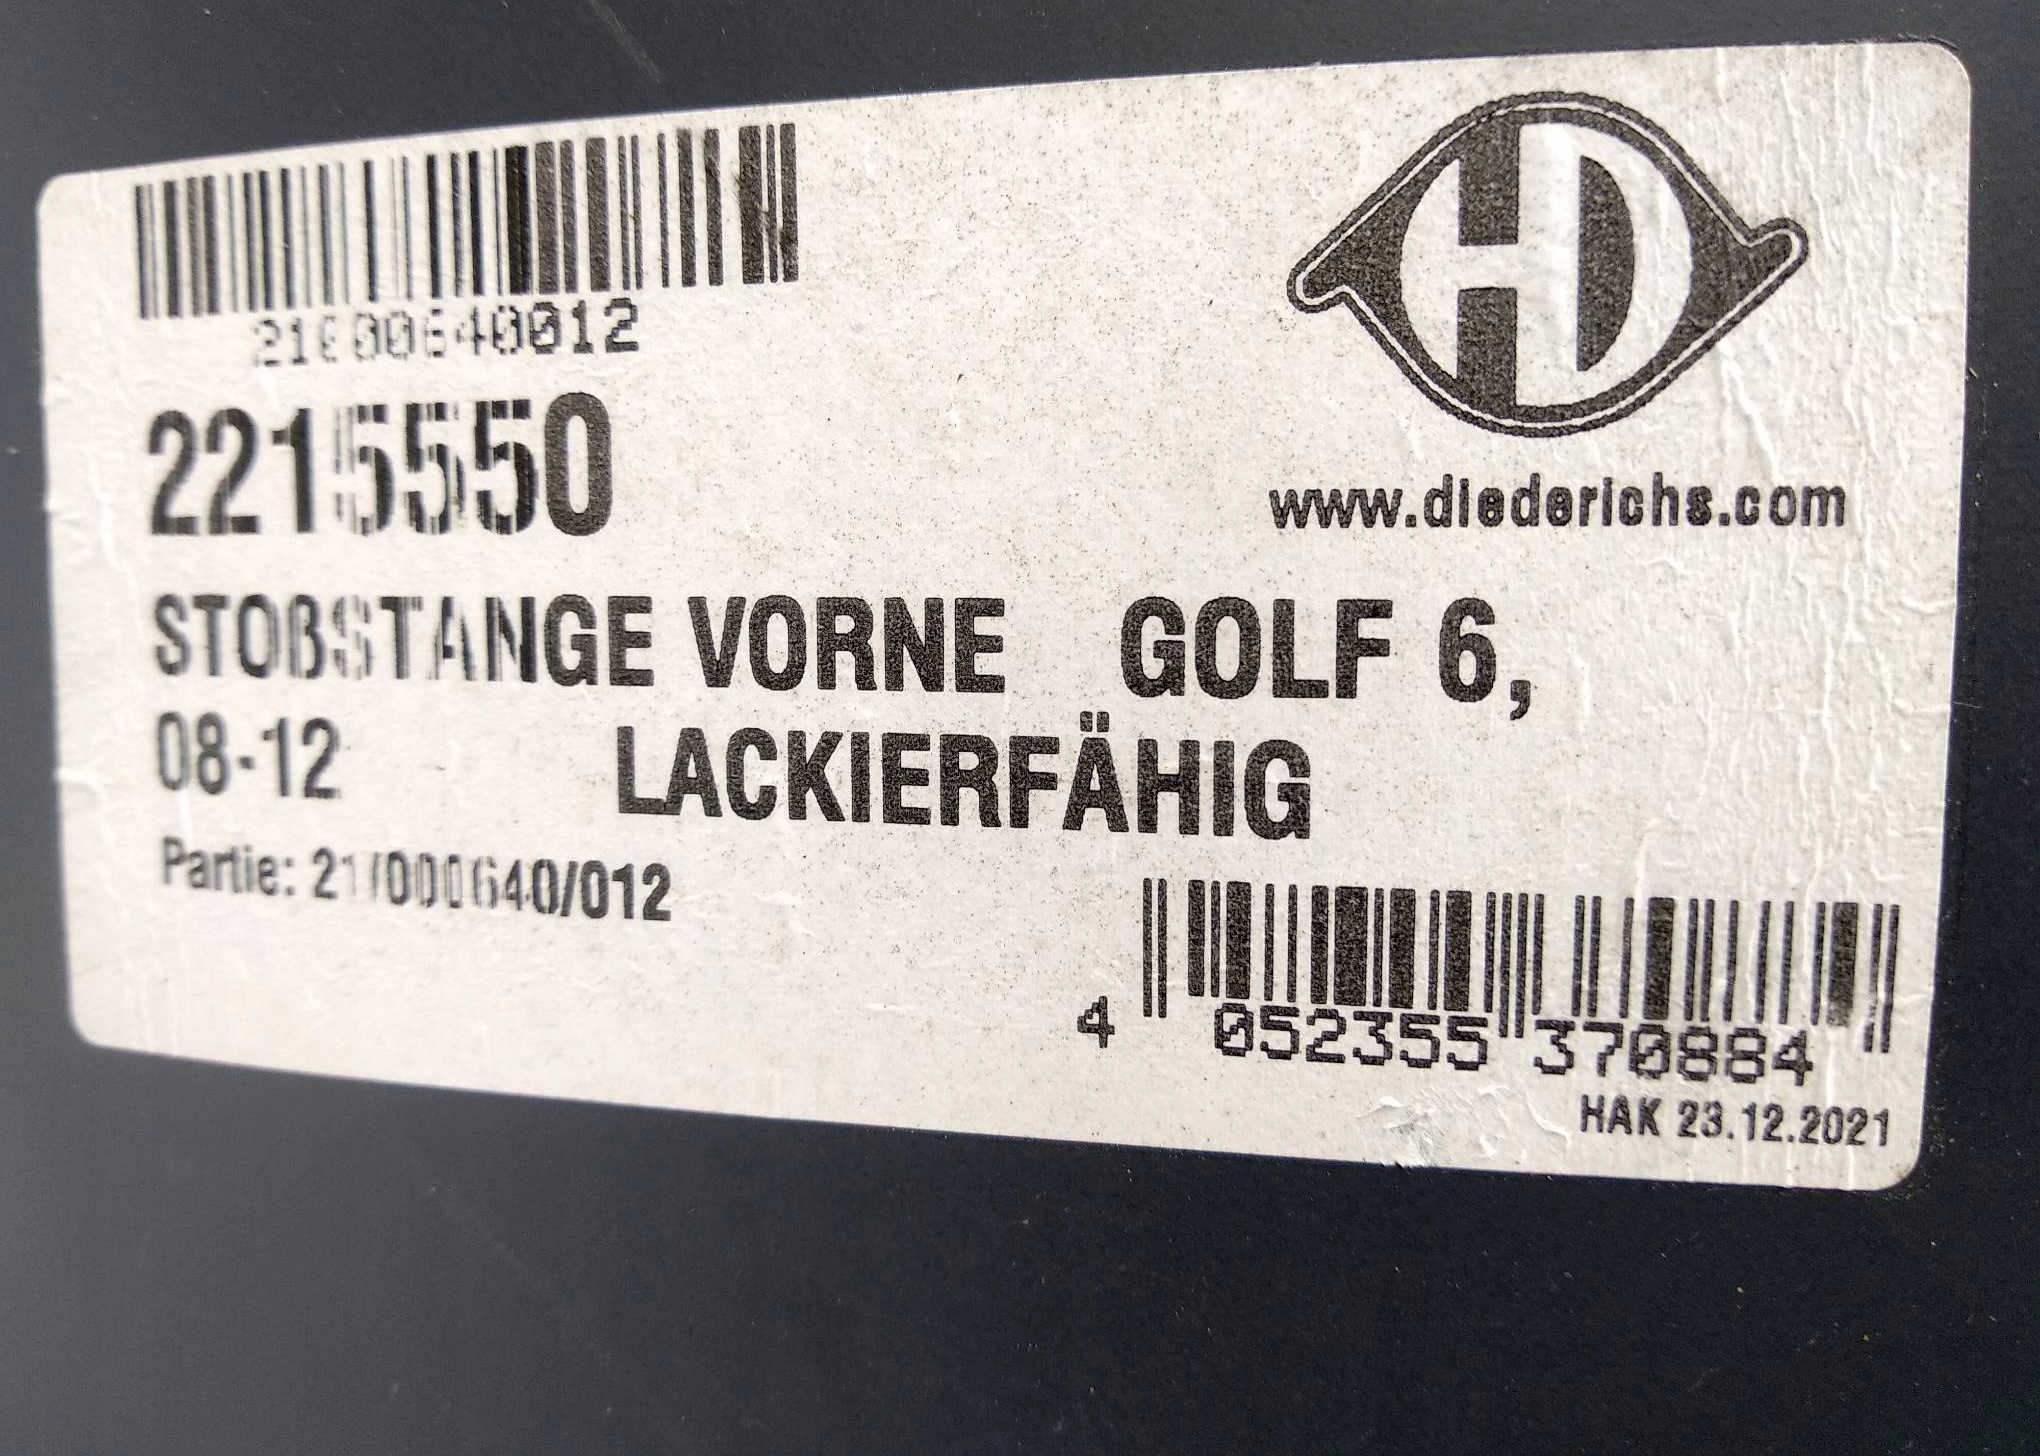 21000640012
HD
www.diederichs.com
2215550
STOßSTANGE VORNE GOLF 6,
08-12 LACKIERFÄHIG
Partie: 21/000640/012
4 052355 370884
HAK 23.12.2021